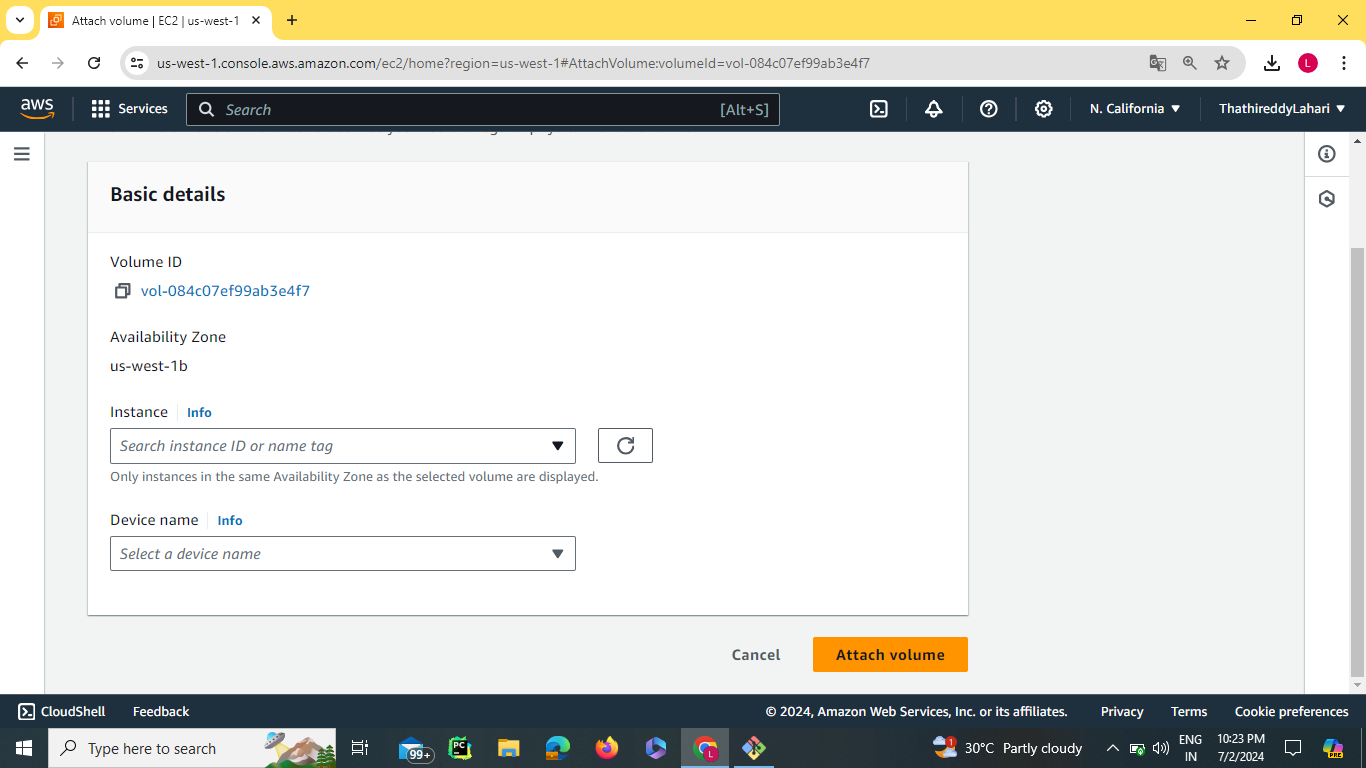 Attach volume | EC2 | us-west-1
us-west-1.console.aws.amazon.com/ec2/home?region=us-west-1#AttachVolume:volumeId=vol-084c07ef99ab3e4f7
L
aws
Services
Search
[Alt+S]
N. California
ThathireddyLahari
Basic details
Volume ID
vol-084c07ef99ab3e4f7
Availability Zone
us-west-1b
Instance
Info
Search instance ID or name tag
Only instances in the same Availability Zone as the selected volume are displayed.
Device name
Info
Select a device name
Cancel
Attach volume
CloudShell
Feedback
© 2024, Amazon Web Services, Inc. or its affiliates.
Privacy
Terms
Cookie preferences
Type here to search
99+
PC
L
1
30°C Partly cloudy
ENG
IN
10:23 PM
7/2/2024
PRE